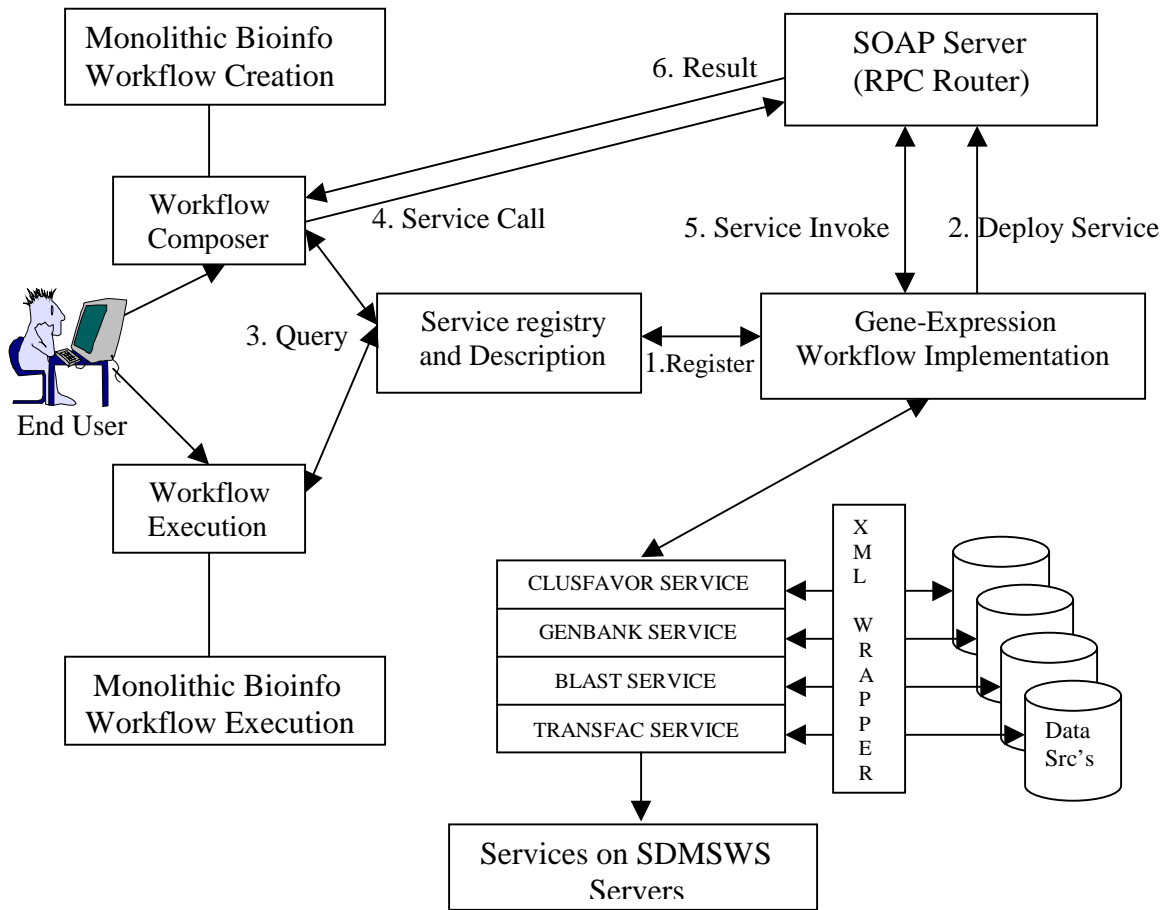 Monolithic Bioinfo
Workflow Creation
SOAP Server
(RPC Router)
6. Result
Workflow
Composer
4. Service Call
5. Service Invoke
2. Deploy Service
3. Query
Service registry
and Description
1.Register
Gene-Expression
Workflow Implementation
End User
Workflow
Execution
Monolithic Bioinfo
Workflow Execution
CLUSFAVOR SERVICE
GENBANK SERVICE
BLAST SERVICE
TRANSFAC SERVICE
X
M
L
W
R
A
P
P
E
R
Data
Src's
Services on SDMSWS
Servers